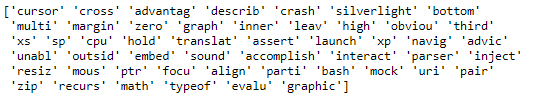 ['cursor' 'cross' 'advantag' 'describ' 'crash' 'silverlight' 'bottom'
'multi' 'margin' 'zero' 'graph' 'inner' 'leav' 'high' 'obviou' 'third'
'xs' 'sp' 'cpu' 'hold' 'translat' 'assert' 'launch' 'xp' 'navig' 'advic'
'unabl' 'outsid' 'embed' 'sound' 'accomplish' 'interact' 'parser' 'inject'
'resiz' 'mous' 'ptr' 'focu' 'align' 'parti' 'bash' 'mock' 'uri' 'pair'
'zip' 'recurs' 'math' 'typeof' 'evalu' 'graphic']